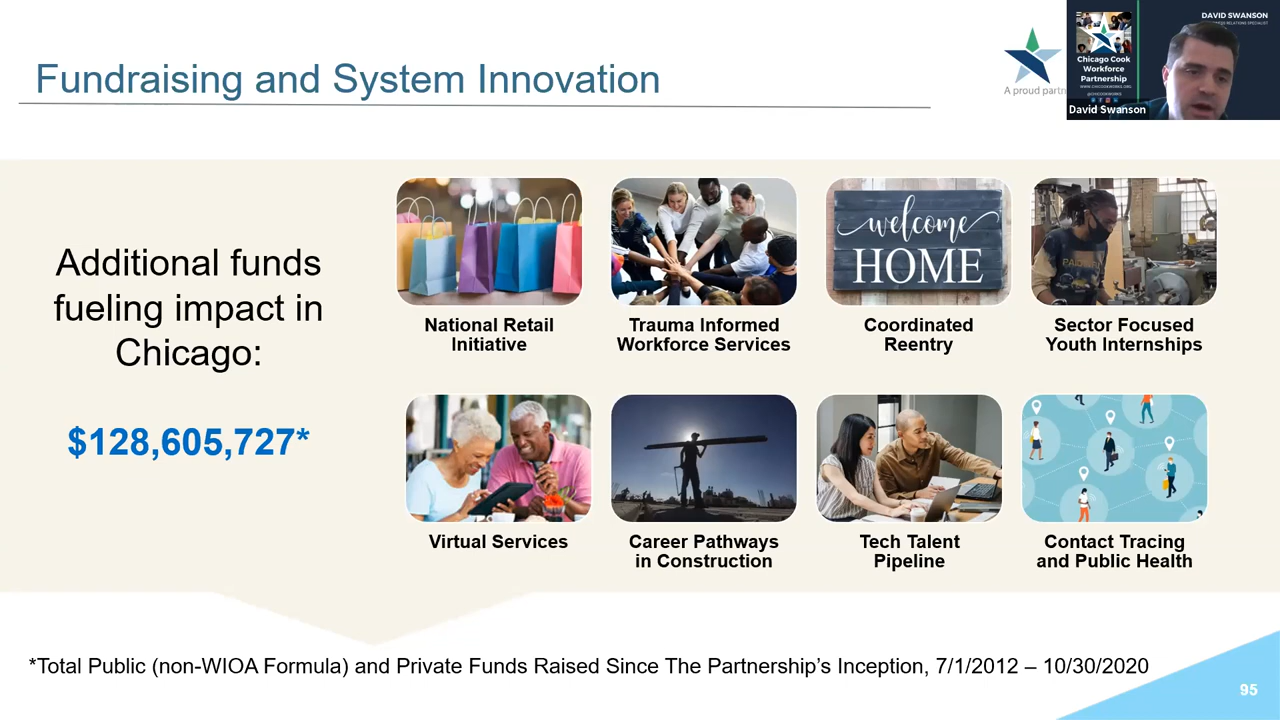 Fundraising and System Innovation
A proud partn
DAVID SWANSON
Chicago Cook
Workforce
Partnership
David Swanson
Additional funds
fueling impact in
Chicago:
$128,605,727*
welcome
HOME
National Retail
Initiative
Trauma Informed
Workforce Services
Coordinated
Reentry
Sector Focused
Youth Internships
Virtual Services
Career Pathways
in Construction
Tech Talent
Pipeline
Contact Tracing
and Public Health
*Total Public (non-WIOA Formula) and Private Funds Raised Since The Partnership’s Inception, 7/1/2012 – 10/30/2020
95